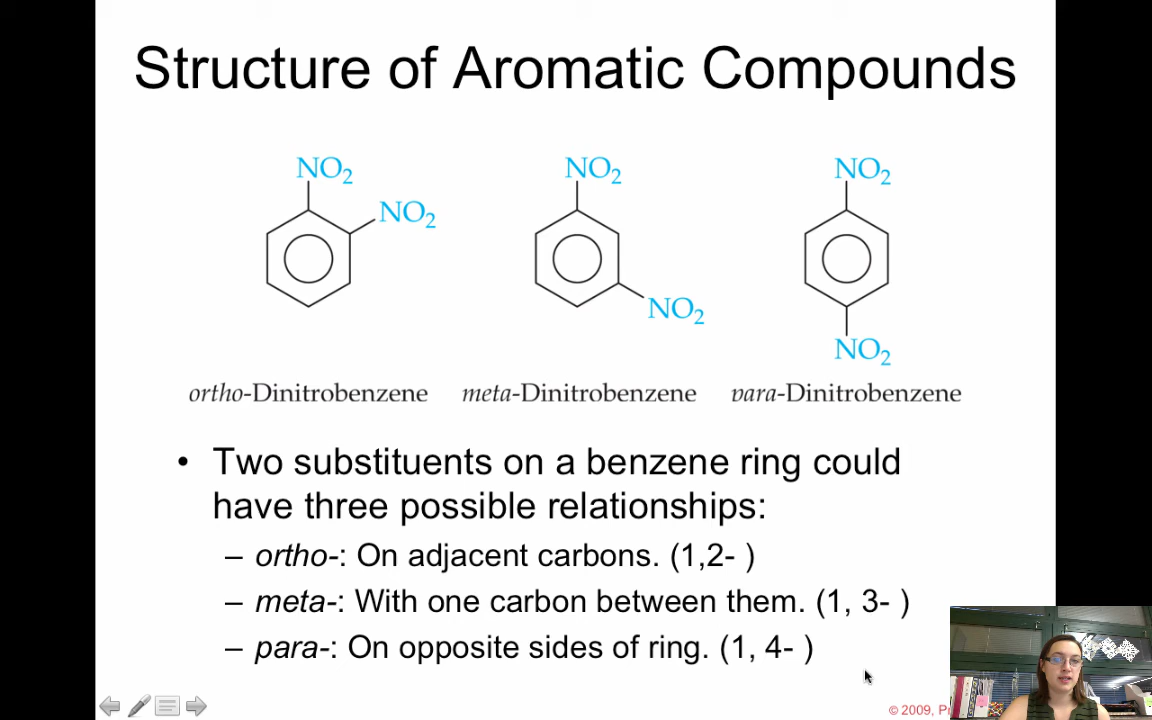 Structure of Aromatic Compounds
NO2
NO2
NO2
NO2
NO2
NO2
ortho-Dinitrobenzene
meta-Dinitrobenzene
para-Dinitrobenzene
• Two substituents on a benzene ring could
have three possible relationships:
– ortho-: On adjacent carbons. (1,2- )
– meta-: With one carbon between them. (1, 3- )
– para-: On opposite sides of ring. (1, 4- )
© 2009,